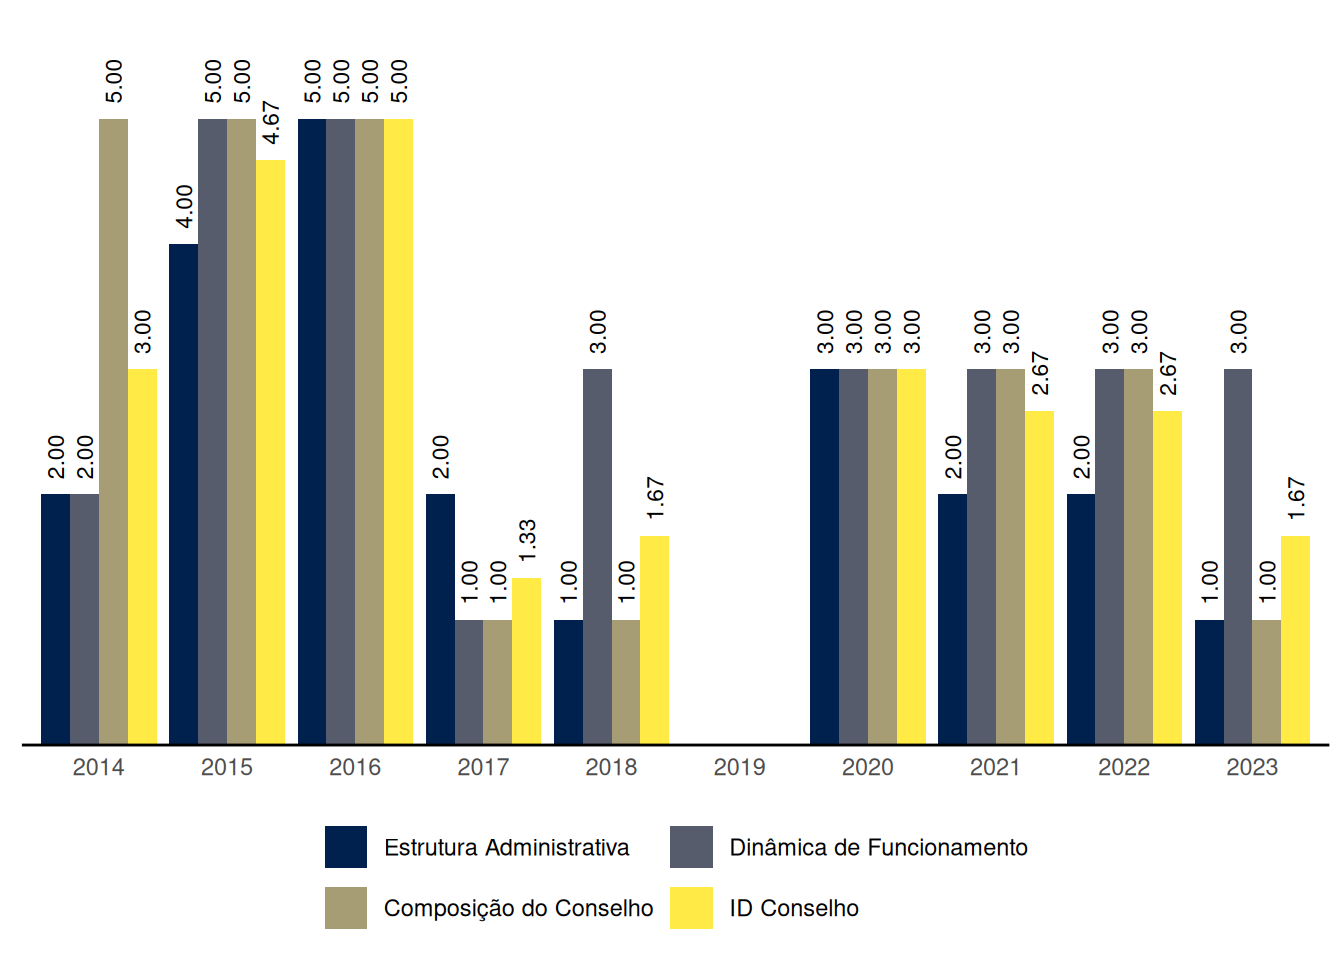 2.00 2.00 5.00 3.00
4.00 5.00 5.00 4.67
5.00 5.00 5.00 5.00
2.00 1.00 1.00 1.33
1.00 3.00 1.00 1.67
3.00 3.00 3.00 3.00
2.00 3.00 3.00 2.67
2.00 3.00 3.00 2.67
1.00 3.00 1.00 1.67
2014 2015 2016 2017 2018 2019 2020 2021 2022 2023
Estrutura Administrativa Dinâmica de Funcionamento
Composição do Conselho ID Conselho